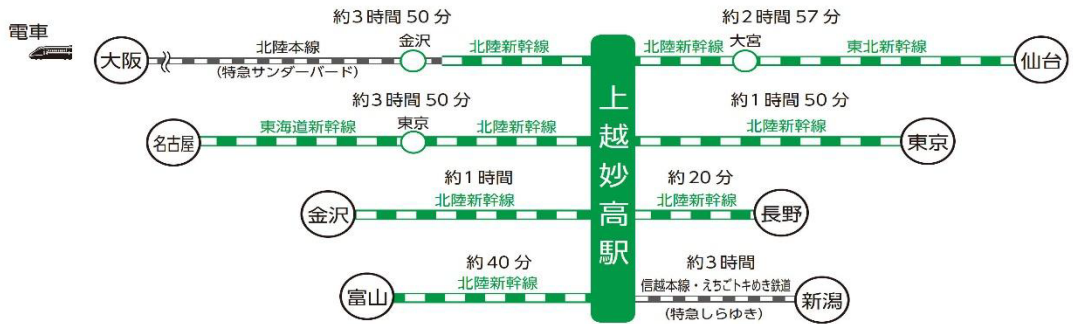 電車
約3時間50分
大阪
北陸本線
(特急サンダーバード)
金沢
北陸新幹線
約2時間57分
北陸新幹線
大宮
東北新幹線
仙台
約3時間50分
名古屋
東海道新幹線
東京
北陸新幹線
約1時間50分
北陸新幹線
東京
上越妙高駅
約1時間
金沢
北陸新幹線
約20分
北陸新幹線
長野
約40分
富山
北陸新幹線
約3時間
信越本線・えちごトキめき鉄道
(特急しらゆき)
新潟